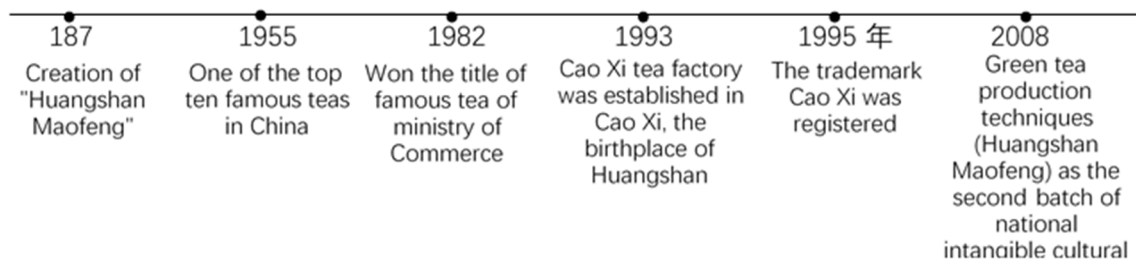 187
Creation of
"Huangshan
Maofeng"
1955
One of the top
ten famous teas
in China
1982
Won the title of
famous tea of
ministry of
Commerce
1993
Cao Xi tea factory
was established in
Cao Xi, the
birthplace of
Huangshan
1995 年
The trademark
Cao Xi was
registered
2008
Green tea
production
techniques
(Huangshan
Maofeng) as the
second batch of
national
intangible cultural